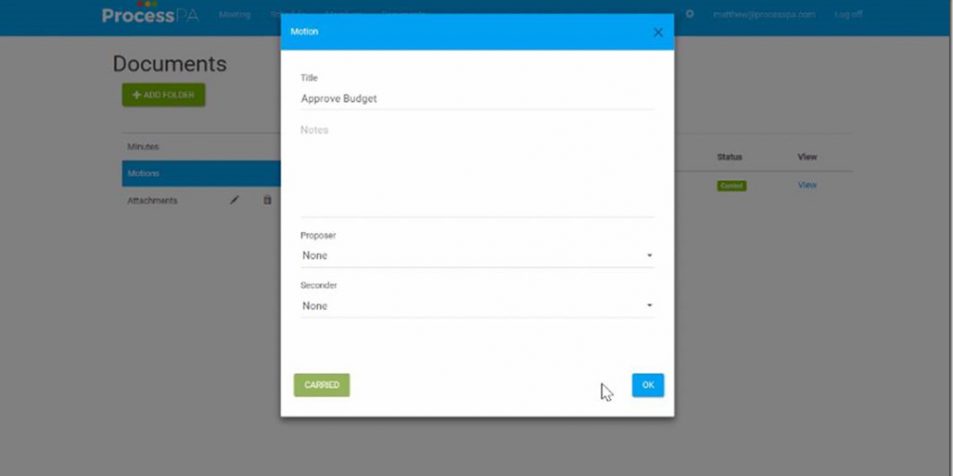 ProcessPA Meeting matthew@processpa.com Log off
Documents
+ ADD FOLDER
Minutes
Motions
Attachments
Motion
Title
Approve Budget
Notes
Proposer
None
Seconder
None
CARRIED
OK
Status View
Carried View